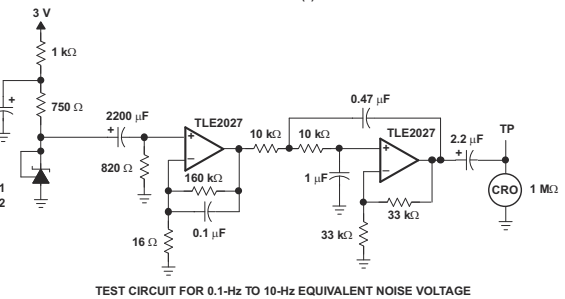 3 V
1 kΩ
750 Ω
2200 μF
+
820 Ω
TLE2027
+
−
160 kΩ
0.1 μF
16 Ω
10 kΩ
10 kΩ
0.47 μF
1 μF
TLE2027
+
−
33 kΩ
33 kΩ
2.2 μF
+
TP
CRO
1 MΩ
+
1
2
TEST CIRCUIT FOR 0.1-Hz TO 10-Hz EQUIVALENT NOISE VOLTAGE